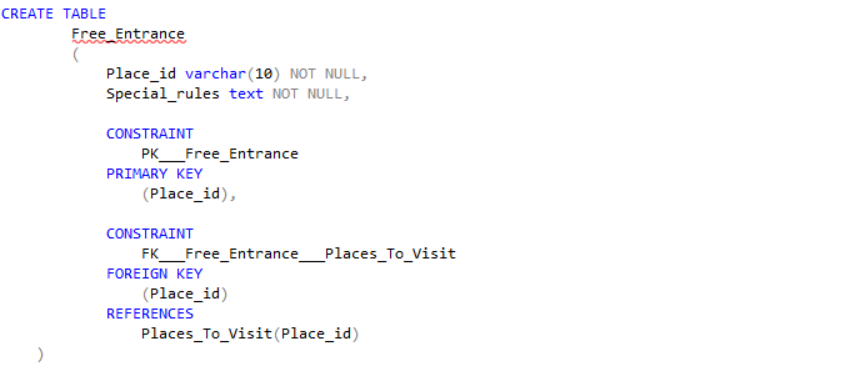 CREATE TABLE
Free_Entrance
(
Place_id varchar(10) NOT NULL,
Special_rules text NOT NULL,
CONSTRAINT
PK___Free_Entrance
PRIMARY KEY
(Place_id),
CONSTRAINT
FK___Free_Entrance___Places_To_Visit
FOREIGN KEY
(Place_id)
REFERENCES
Places_To_Visit(Place_id)
)